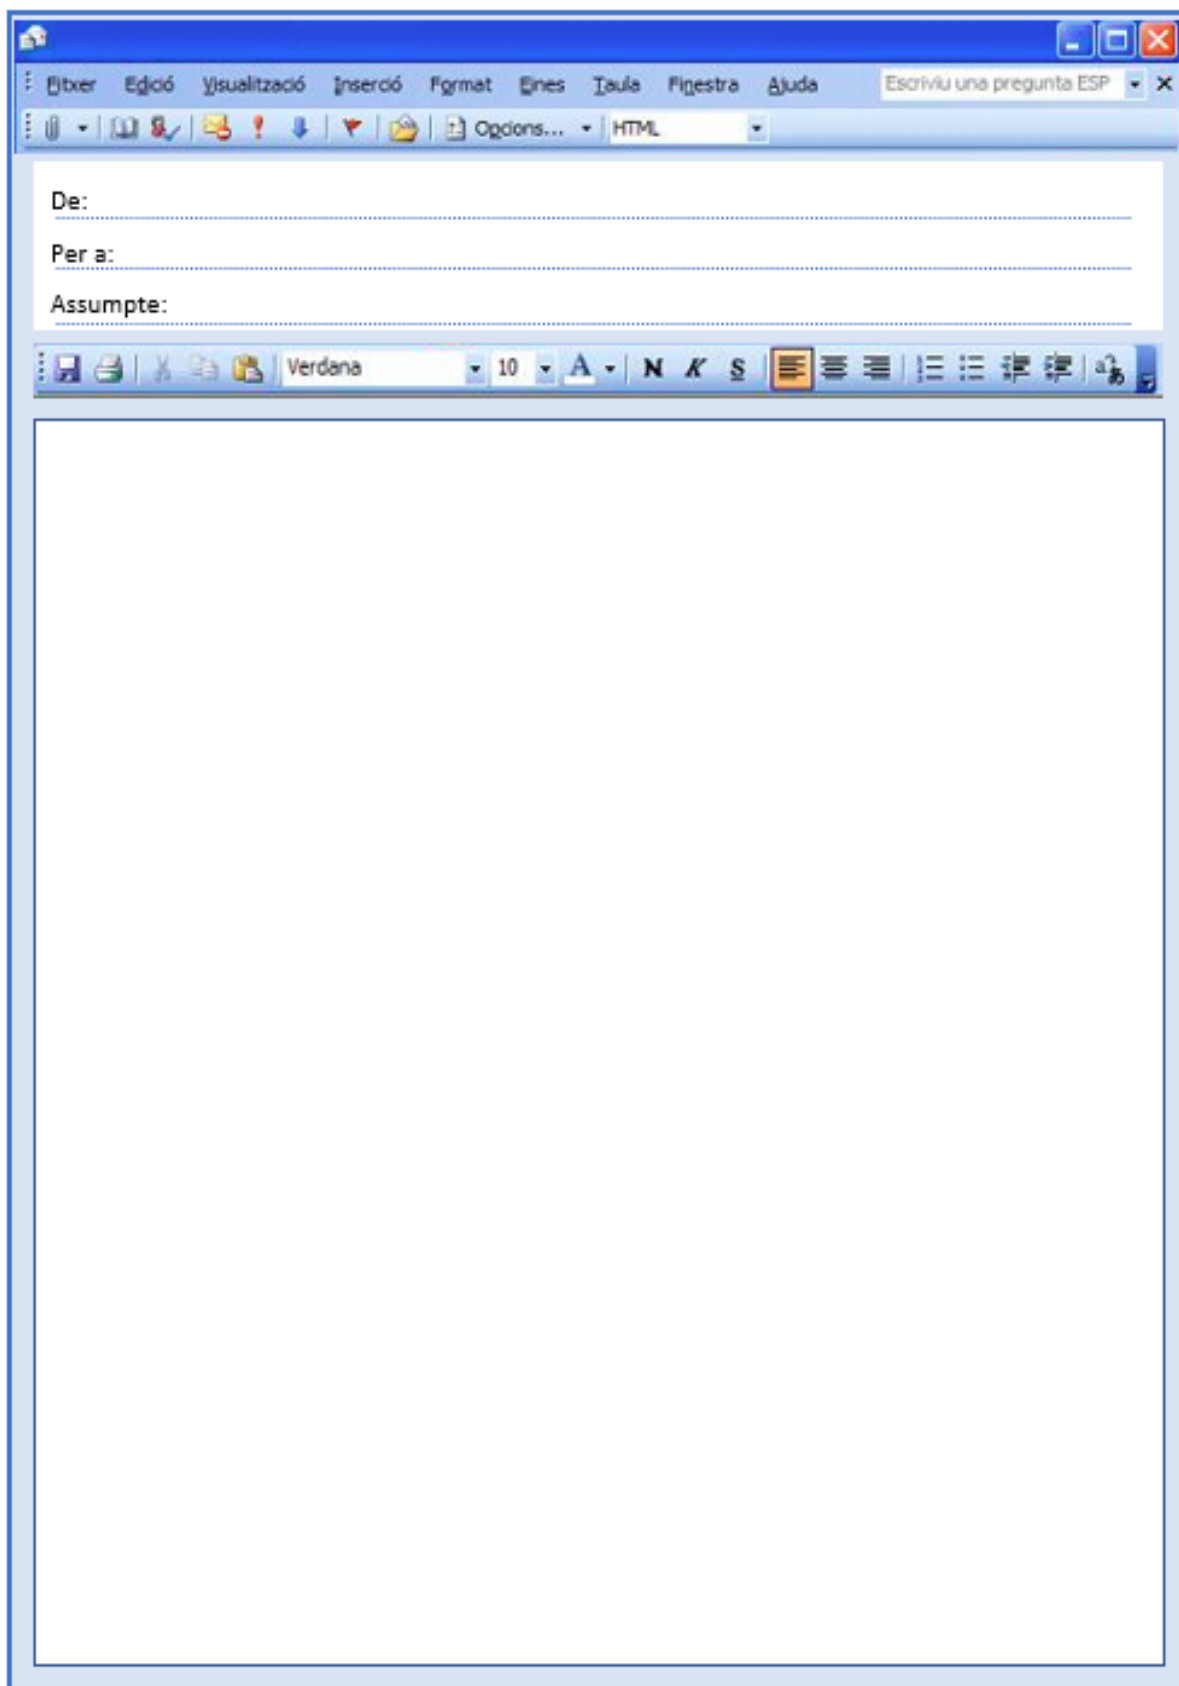 Fitxer Edició Visualització Inserció Format Eines Taula Finestra Ajuda Escriviu una pregunta ESP
Opcions... HTML
De:
Per a:
Assumpte:
Verdana 10 A N K S